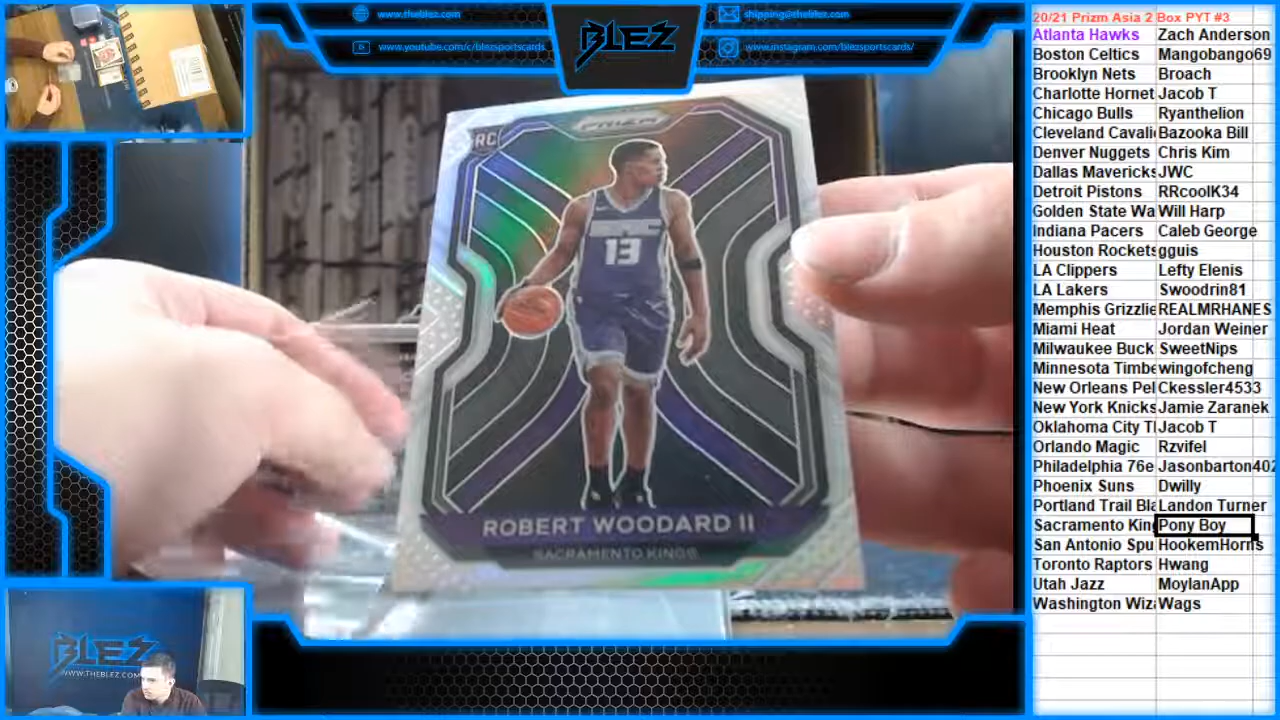 www.theblez.com
www.youtube.com/c/blezsportscards
BLEZ
shipping@theblez.com
www.instagram.com/blezsportscards/
RC
PRIZM
13
ROBERT WOODARD II
SACRAMENTO KINGS
BLEZ
WWW.THEBLEZ.COM
20/21 Prizm Asia 2 Box PYT #3
Atlanta Hawks Zach Anderson
Boston Celtics Mangobango69
Brooklyn Nets Broach
Charlotte Hornet Jacob T
Chicago Bulls Ryanthelion
Cleveland Cavali Bazooka Bill
Denver Nuggets Chris Kim
Dallas Mavericks JWC
Detroit Pistons RRcoolK34
Golden State Wa Will Harp
Indiana Pacers Caleb George
Houston Rockets gguis
LA Clippers Lefty Elenis
LA Lakers Swoodrin81
Memphis Grizzlie REALMRHANES
Miami Heat Jordan Weiner
Milwaukee Buck SweetNips
Minnesota Timbe wingofcheng
New Orleans Pel Ckessler4533
New York Knicks Jamie Zaranek
Oklahoma City T Jacob T
Orlando Magic Rzvifel
Philadelphia 76e Jasonbarton402
Phoenix Suns Dwilly
Portland Trail Bla Landon Turner
Sacramento King Pony Boy
San Antonio Spu HookemHorns
Toronto Raptors Hwang
Utah Jazz MoylanApp
Washington Wiza Wags